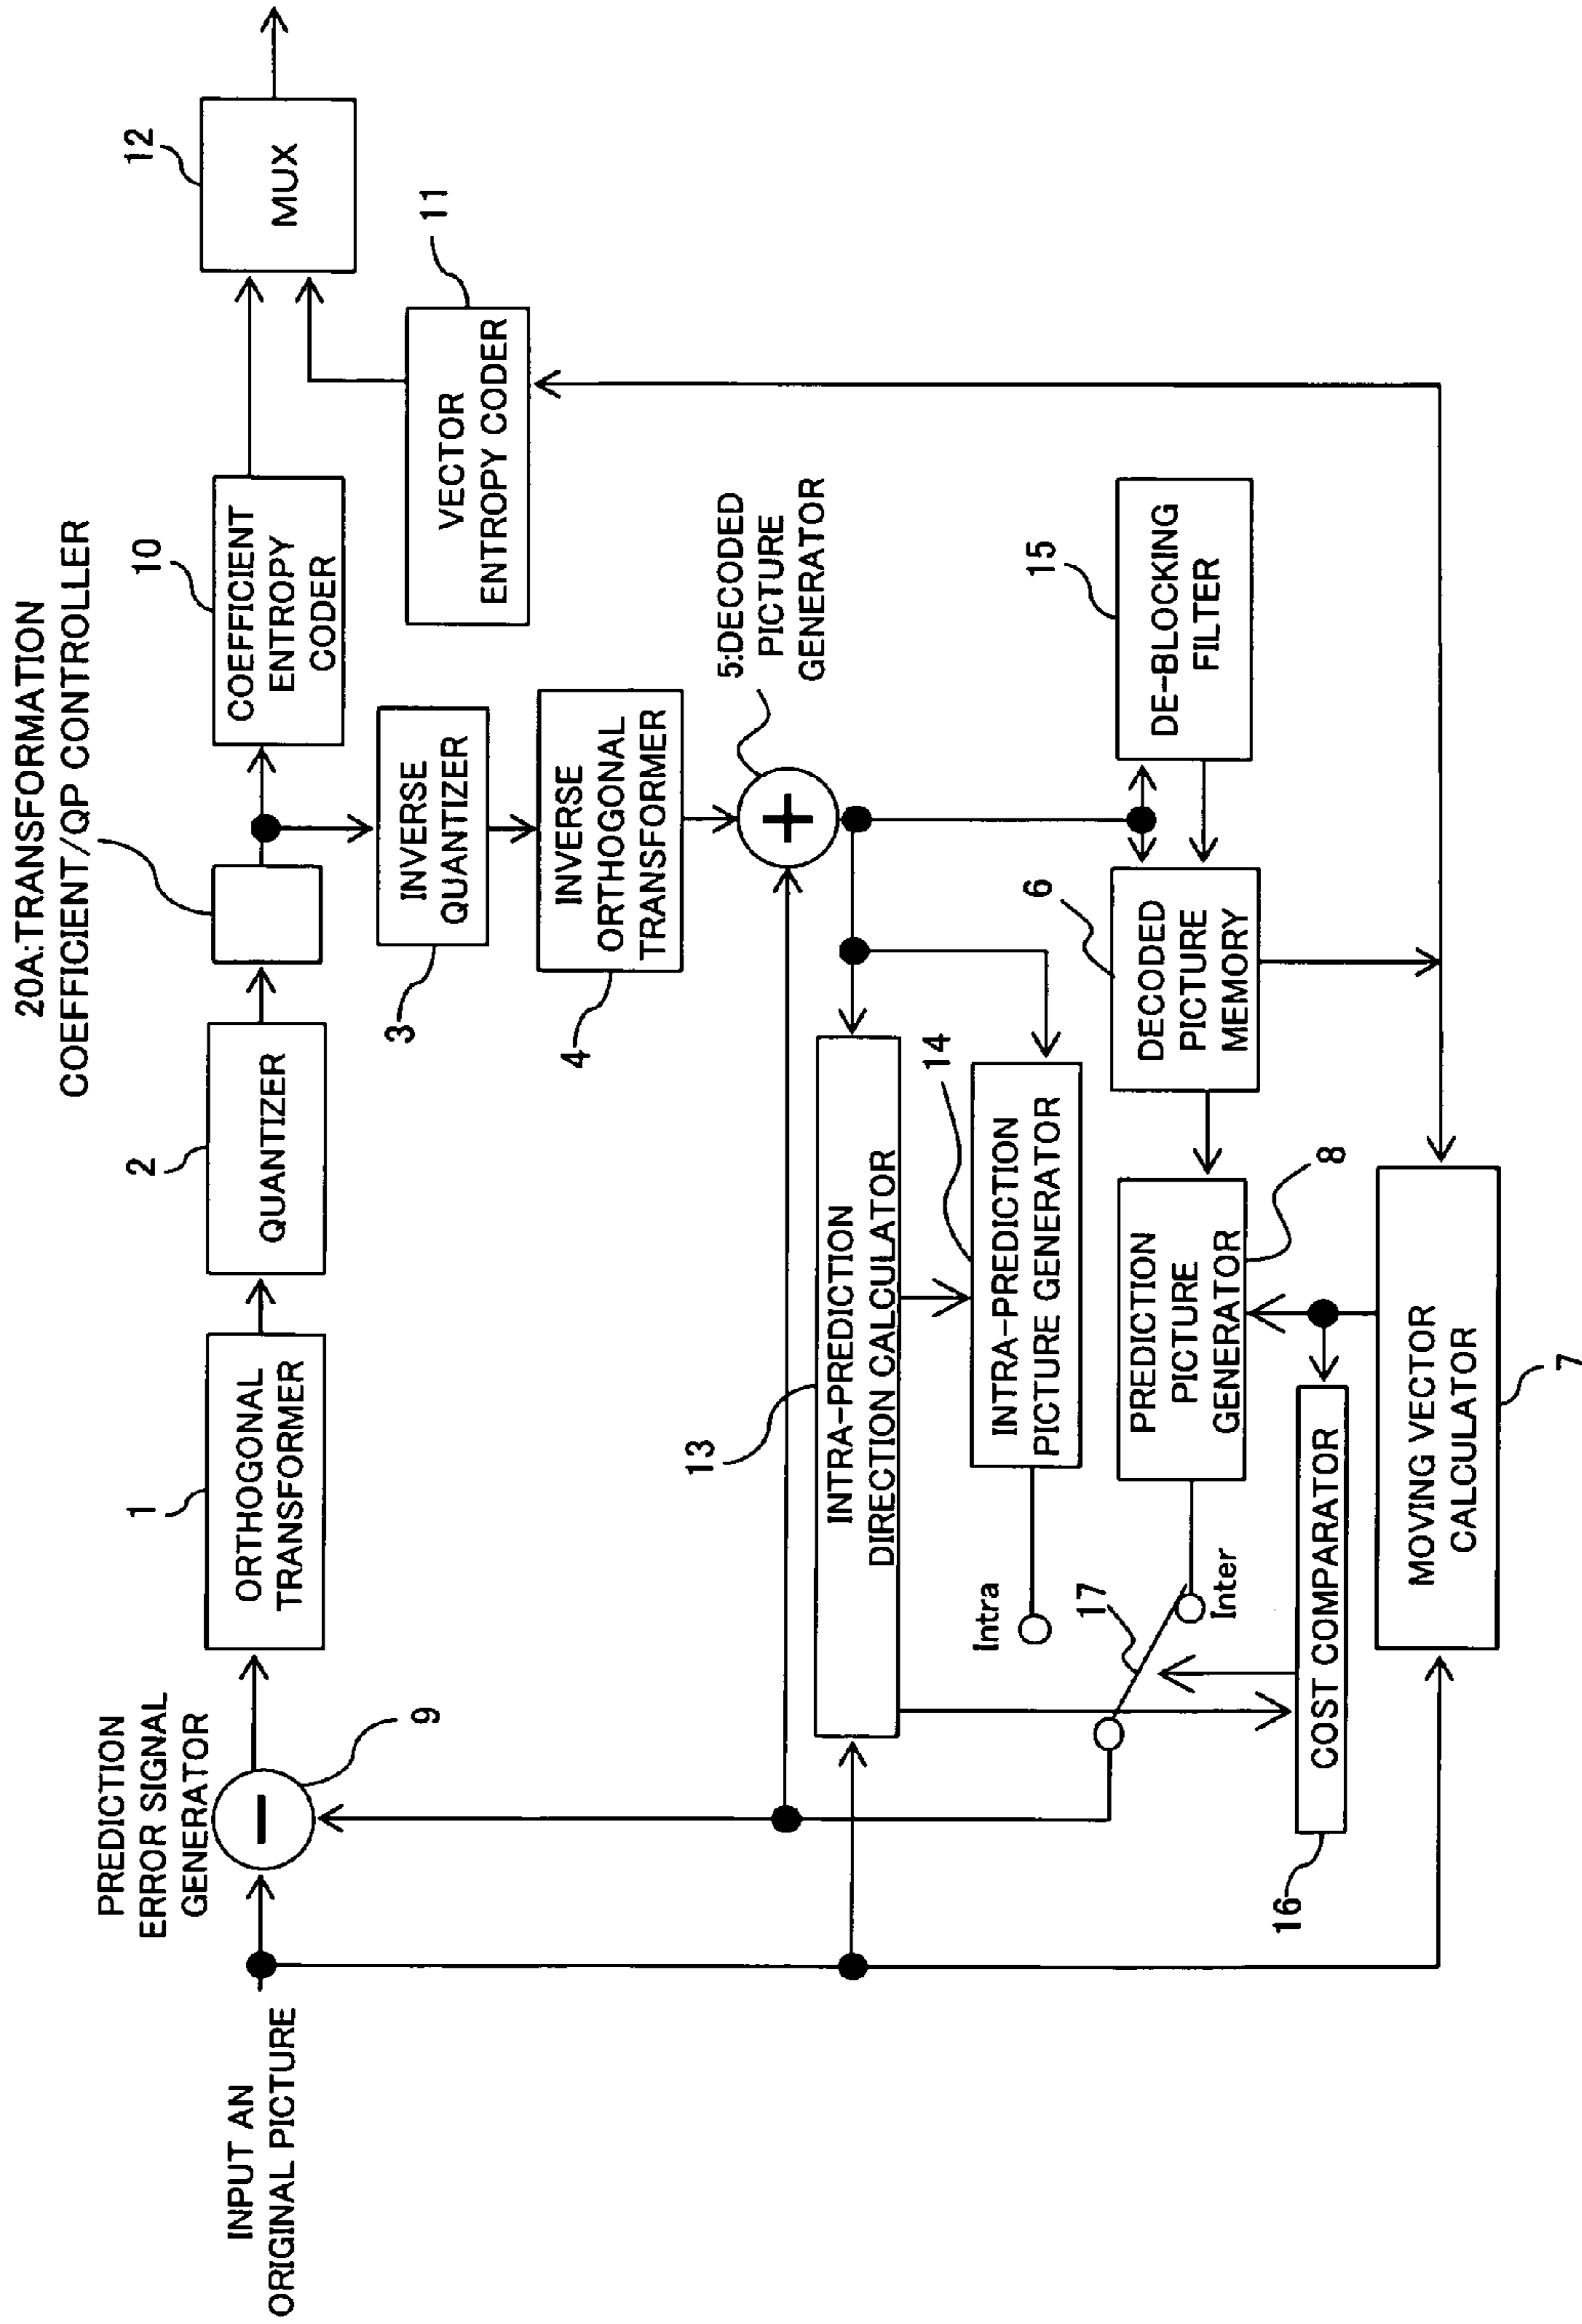 INPUT AN
ORIGINAL PICTURE
PREDICTION
ERROR SIGNAL
GENERATOR
9
1
ORTHOGONAL
TRANSFORMER
2
QUANTIZER
20A:TRANSFORMATION
COEFFICIENT/QP CONTROLLER
10
COEFFICIENT
ENTROPY
CODER
12
MUX
11
VECTOR
ENTROPY CODER
3
INVERSE
QUANTIZER
4
INVERSE
ORTHOGONAL
TRANSFORMER
5:DECODED
PICTURE
GENERATOR
13
INTRA-PREDICTION
DIRECTION CALCULATOR
14
INTRA-PREDICTION
PICTURE GENERATOR
Intra
17
Inter
PREDICTION
PICTURE
GENERATOR
8
6
DECODED
PICTURE
MEMORY
15
DE-BLOCKING
FILTER
16
COST COMPARATOR
MOVING VECTOR
CALCULATOR
7